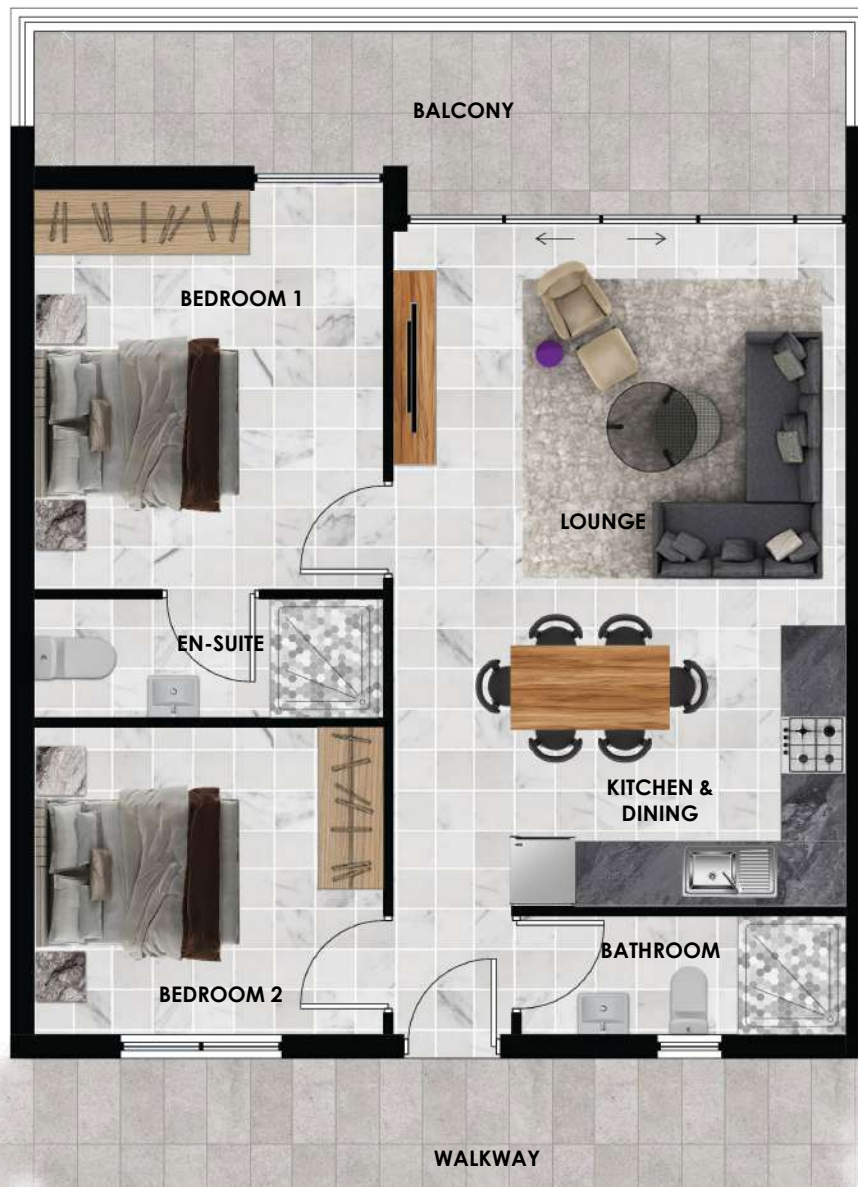 BALCONY
BEDROOM 1
LOUNGE
EN-SUITE
KITCHEN &
DINING
BATHROOM
BEDROOM 2
WALKWAY